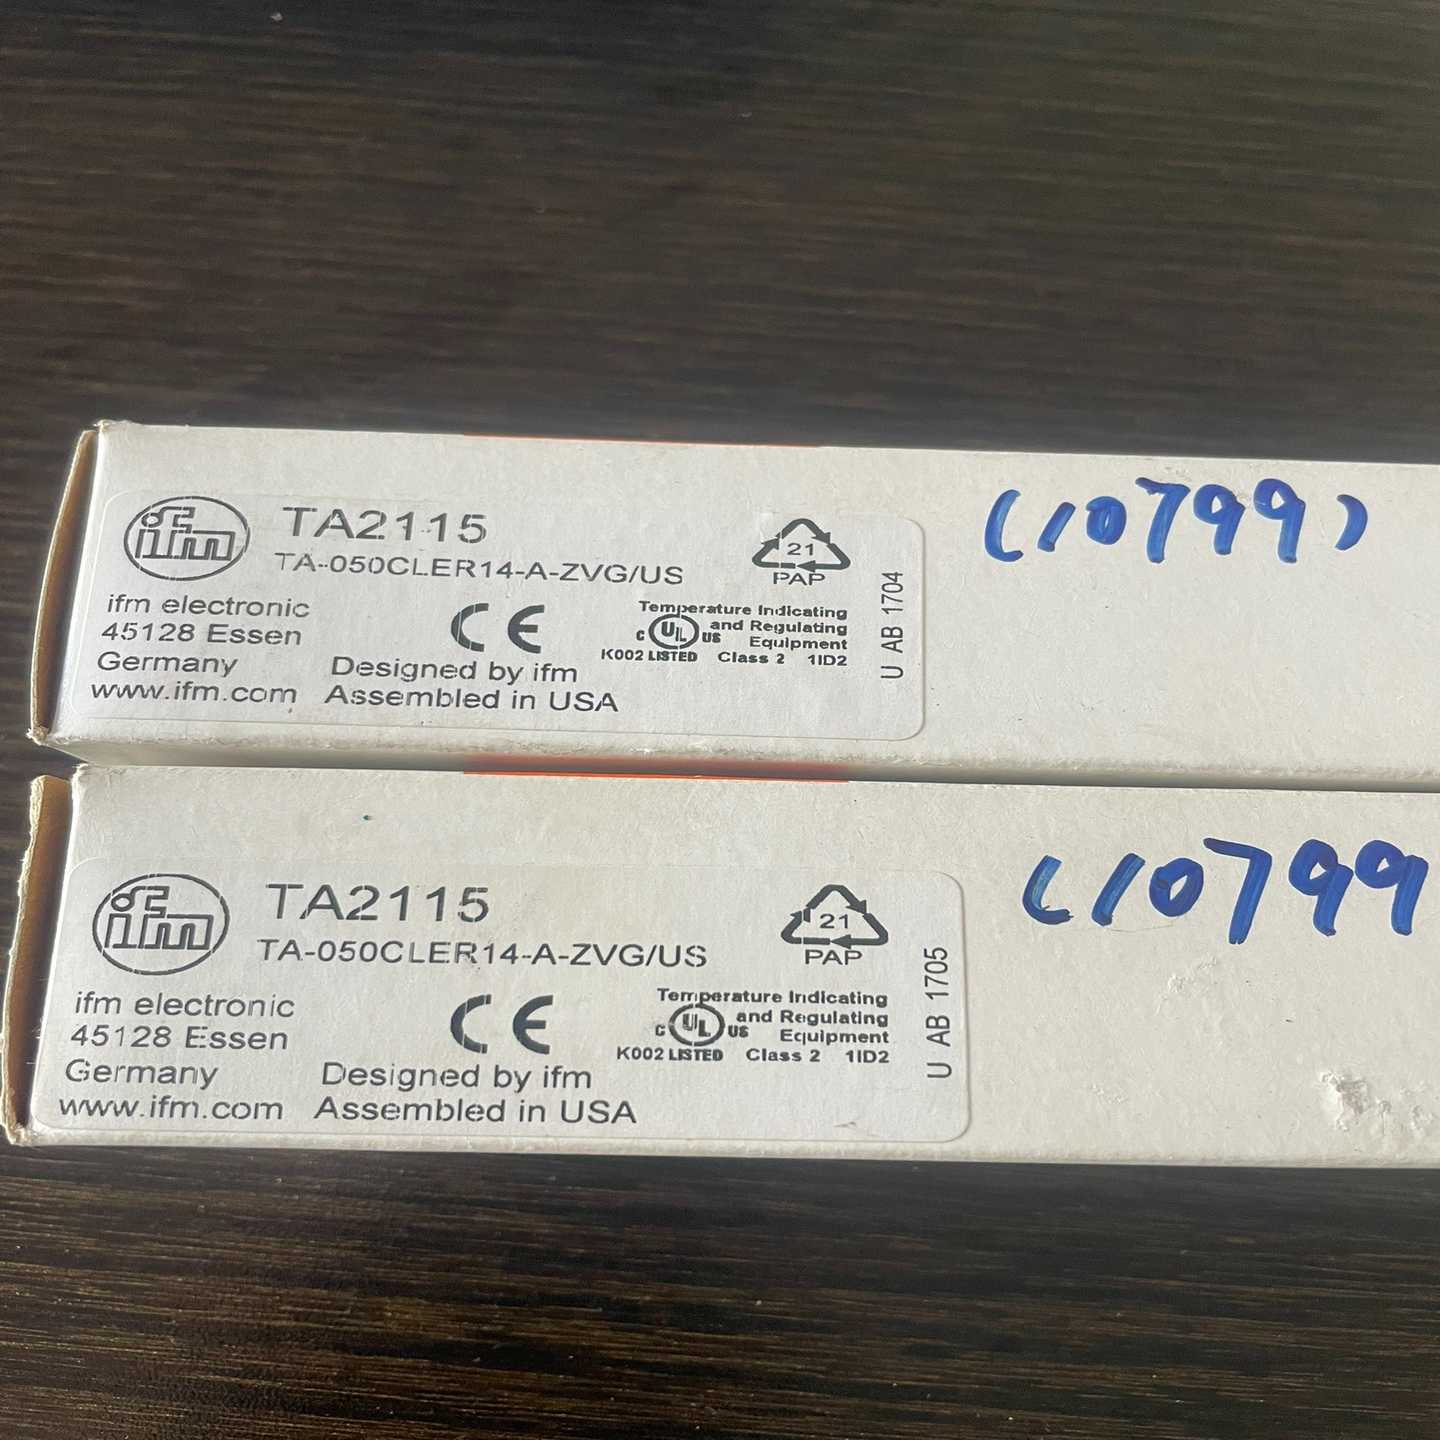 ifm
TA2115
TA-050CLER14-A-ZVG/US
21
PAP
ifm electronic
45128 Essen
Germany
www.ifm.com
CE
Designed by ifm
Assembled in USA
Temperature Indicating
and Regulating
Equipment
C UL US
K002 LISTED Class 2 1ID2
U AB 1704
(10799)
ifm
TA2115
TA-050CLER14-A-ZVG/US
21
PAP
ifm electronic
45128 Essen
Germany
www.ifm.com
CE
Designed by ifm
Assembled in USA
Temperature Indicating
and Regulating
Equipment
C UL US
K002 LISTED Class 2 1ID2
U AB 1705
(10799